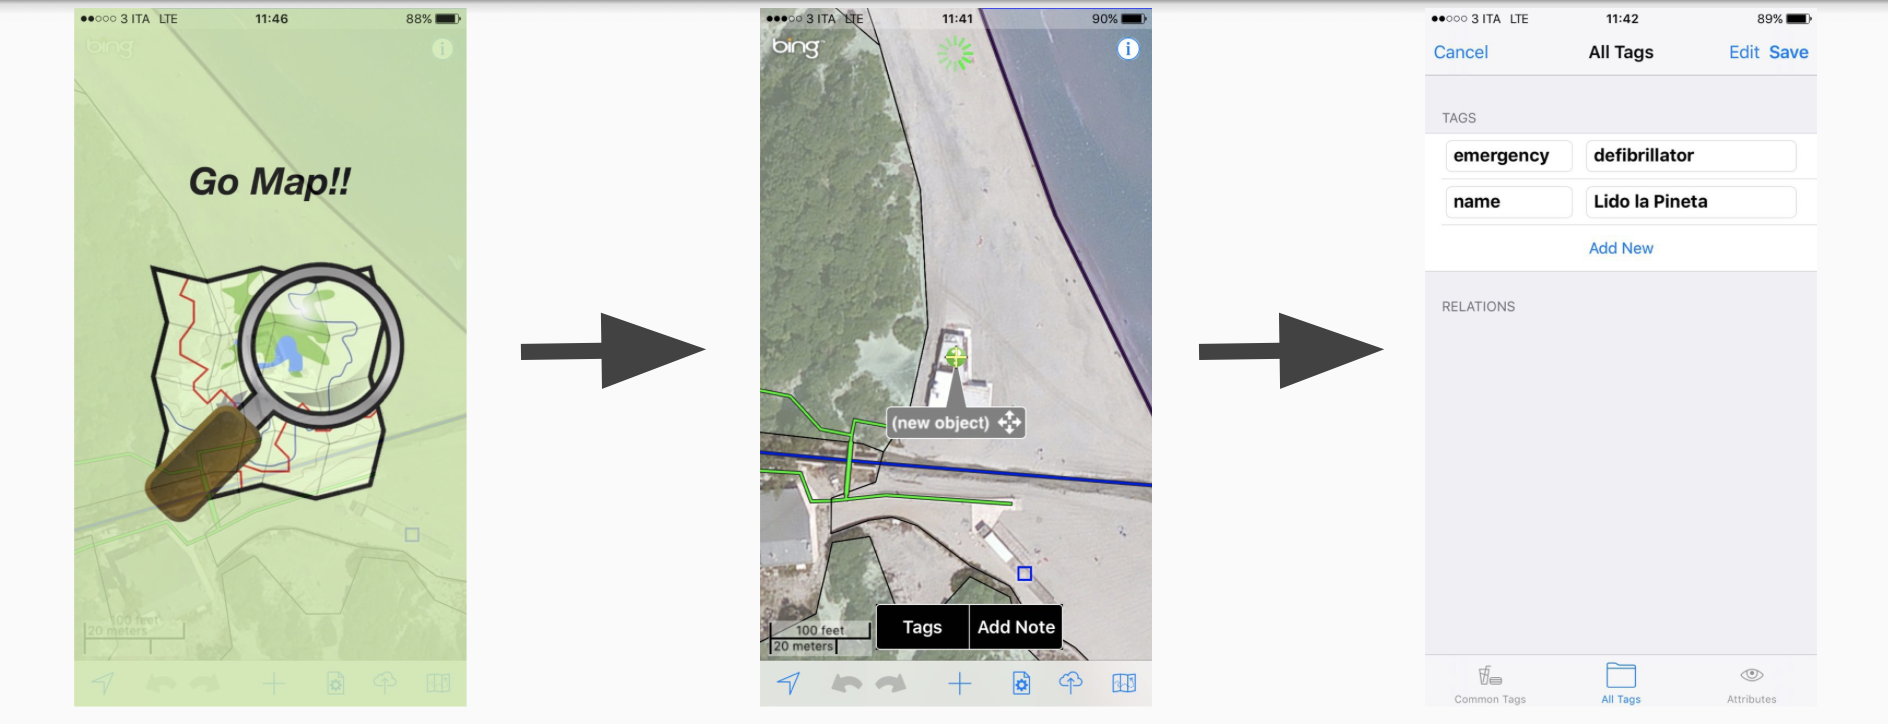 ●●○○○ 3 ITA LTE 11:46 88%
bing
Go Map!!
100 feet
20 meters
●●●○○ 3 ITA LTE 11:41 90%
bing
(new object)
Tags Add Note
100 feet
20 meters
●●○○○ 3 ITA LTE 11:42 89%
Cancel All Tags Edit Save
TAGS
emergency defibrillator
name Lido la Pineta
Add New
RELATIONS
Common Tags All Tags Attributes